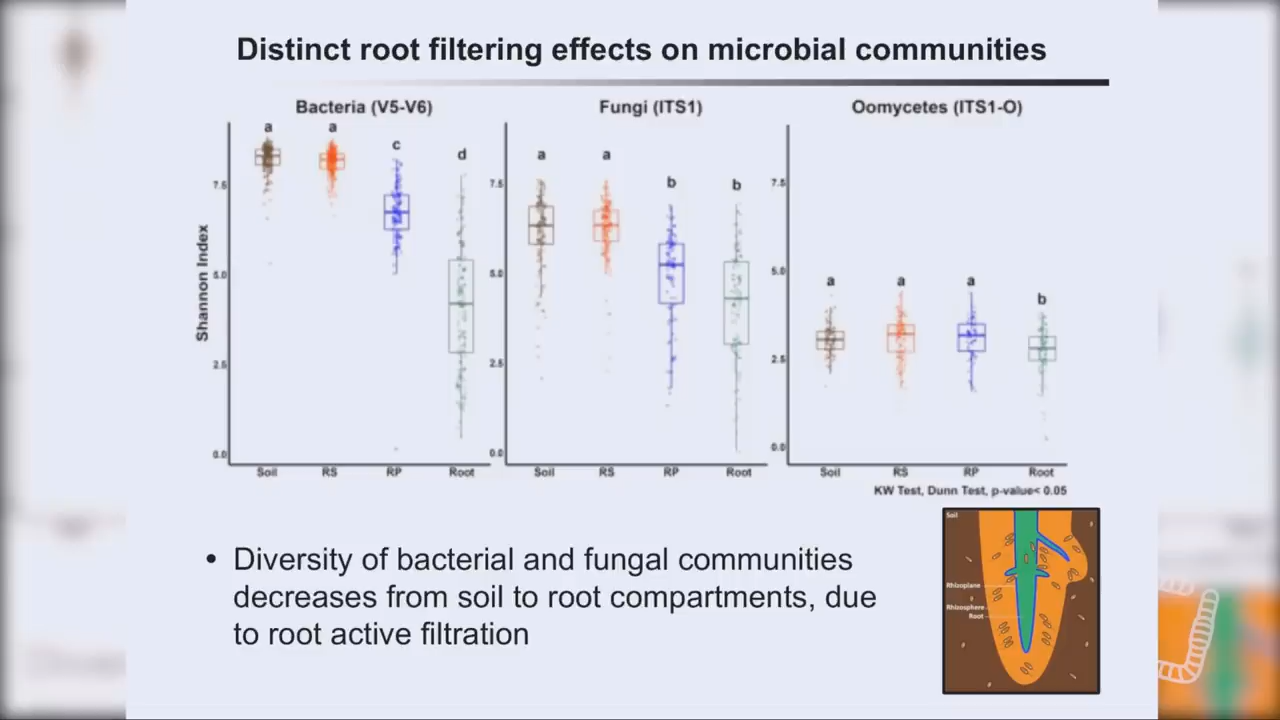 Distinct root filtering effects on microbial communities
Bacteria (V5-V6)
Fungi (ITS1)
Oomycetes (ITS1-O)
a a c d
a a b b
a a a b
Shannon Index
7.5
5.0
2.5
0.0
7.5
5.0
2.5
0.0
7.5
5.0
2.5
0.0
Soil RS RP Root
Soil RS RP Root
Soil RS RP Root
KW Test, Dunn Test, p-value< 0.05
• Diversity of bacterial and fungal communities
decreases from soil to root compartments, due
to root active filtration
Soil
Rhizoplane
Rhizosphere
Root